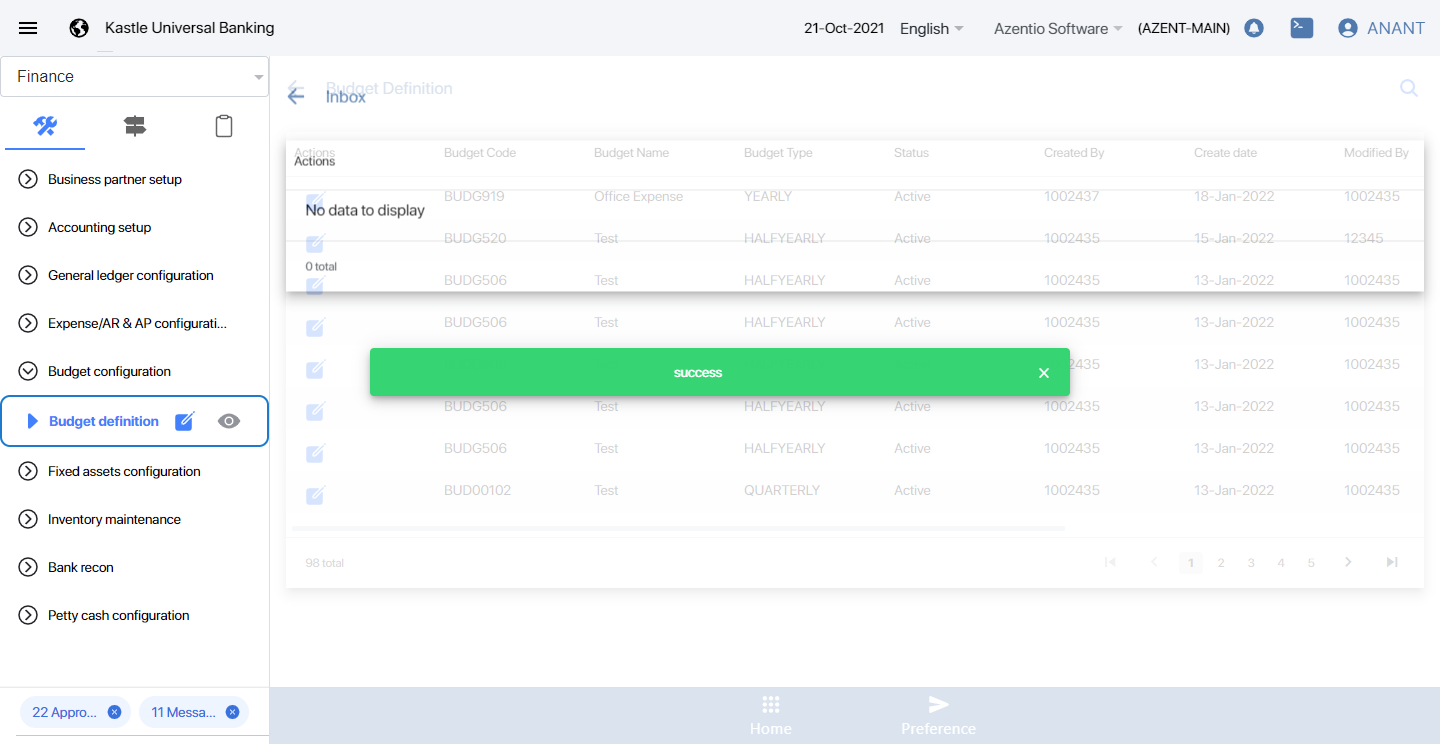 Kastle Universal Banking
21-Oct-2021 English Azentio Software (AZENT-MAIN) ANANT
Finance
Business partner setup
Accounting setup
General ledger configuration
Expense/AR & AP configurati...
Budget configuration
Budget definition
Fixed assets configuration
Inventory maintenance
Bank recon
Petty cash configuration
22 Appro... 11 Messa...
Budget Definition
Inbox
Actions Budget Code Budget Name Budget Type Status Created By Create date Modified By
Actions
BUDG919 Office Expense YEARLY Active 1002437 18-Jan-2022 1002435
No data to display
BUDG520 Test HALFYEARLY Active 1002435 15-Jan-2022 12345
0 total
BUDG506 Test HALFYEARLY Active 1002435 13-Jan-2022 1002435
BUDG506 Test HALFYEARLY Active 1002435 13-Jan-2022 1002435
success
2435 13-Jan-2022 1002435
BUDG506 Test HALFYEARLY Active 1002435 13-Jan-2022 1002435
BUDG506 Test HALFYEARLY Active 1002435 13-Jan-2022 1002435
BUD00102 Test QUARTERLY Active 1002435 13-Jan-2022 1002435
98 total 1 2 3 4 5
Home Preference